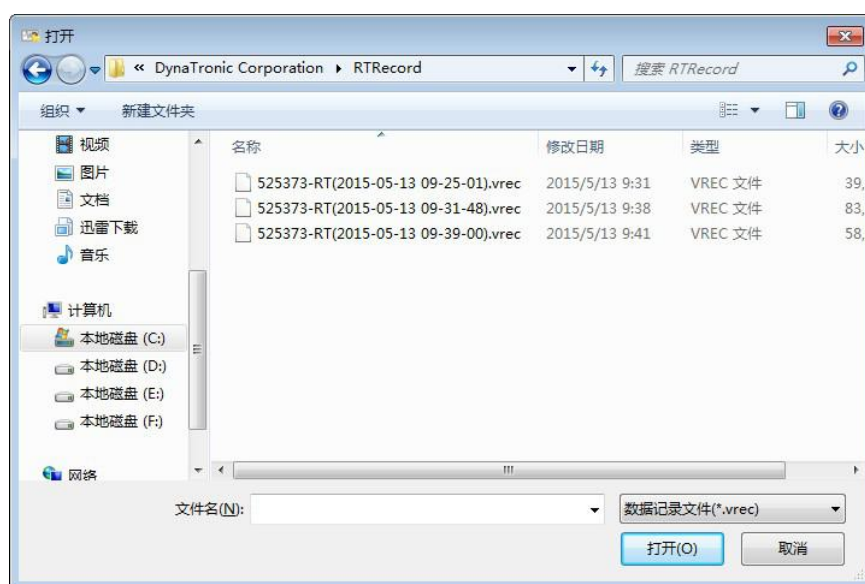 打开
« DynaTronic Corporation ▸ RTRecord
搜索 RTRecord
组织 新建文件夹
名称 修改日期 类型 大小
525373-RT(2015-05-13 09-25-01).vrec 2015/5/13 9:31 VREC 文件 39,
525373-RT(2015-05-13 09-31-48).vrec 2015/5/13 9:38 VREC 文件 83,
525373-RT(2015-05-13 09-39-00).vrec 2015/5/13 9:41 VREC 文件 58,
视频
图片
文档
迅雷下载
音乐
计算机
本地磁盘 (C:)
本地磁盘 (D:)
本地磁盘 (E:)
本地磁盘 (F:)
网络
文件名(N): 数据记录文件(*.vrec)
打开(O) 取消